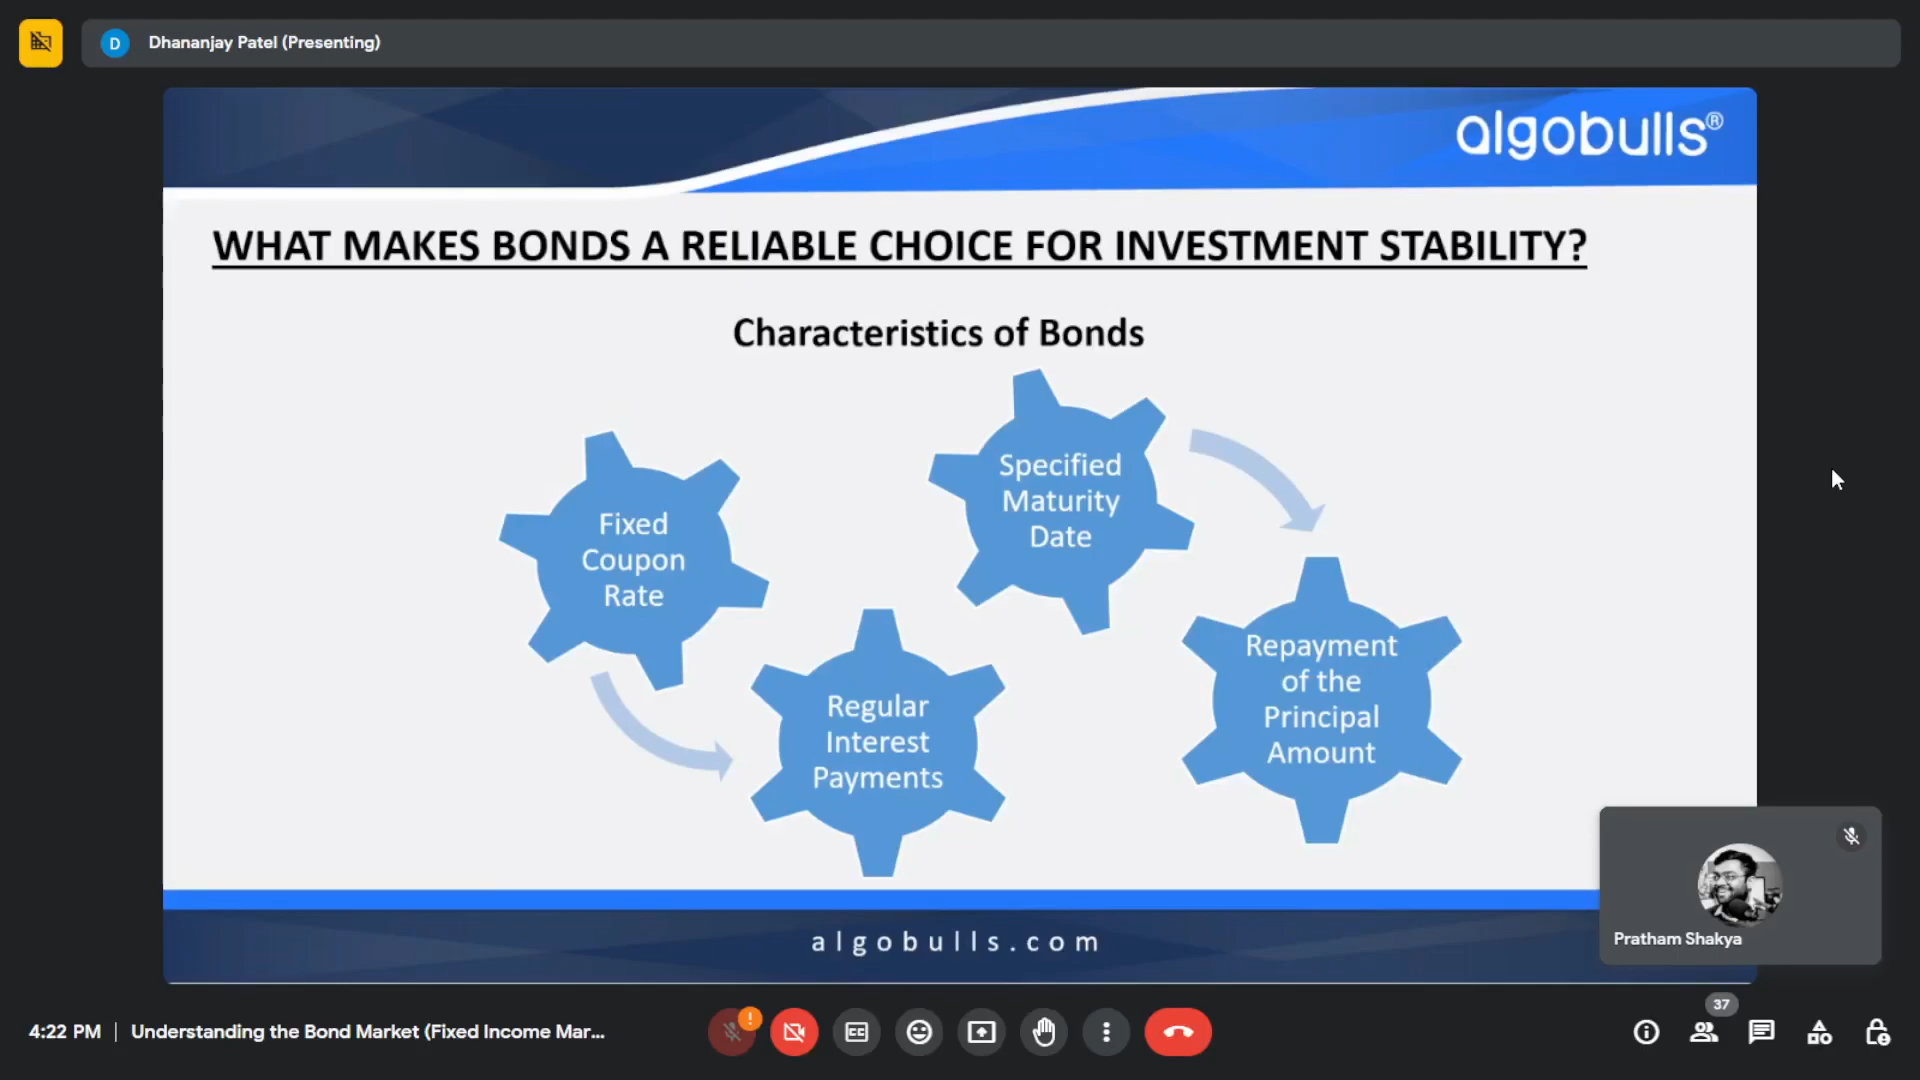 D Dhananjay Patel (Presenting)
algobulls®
WHAT MAKES BONDS A RELIABLE CHOICE FOR INVESTMENT STABILITY?
Characteristics of Bonds
Fixed
Coupon
Rate
Regular
Interest
Payments
Specified
Maturity
Date
Repayment
of the
Principal
Amount
Pratham Shakya
algobulls.com
37
4:22 PM | Understanding the Bond Market (Fixed Income Mar...